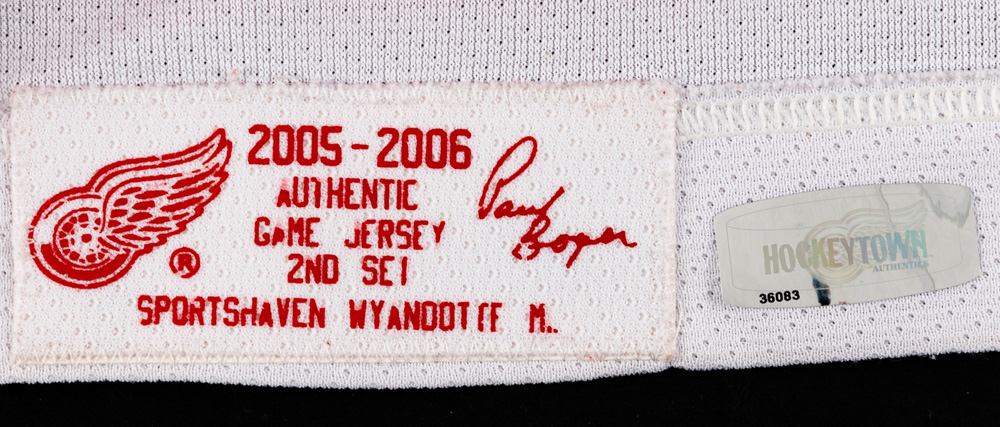 2005-2006
AUTHENTIC
GAME JERSEY
2ND SET
SPORTSHAVEN WYANDOTTE M..
®
Paul Boyer
HOCKEYTOWN
AUTHENTIC
36083